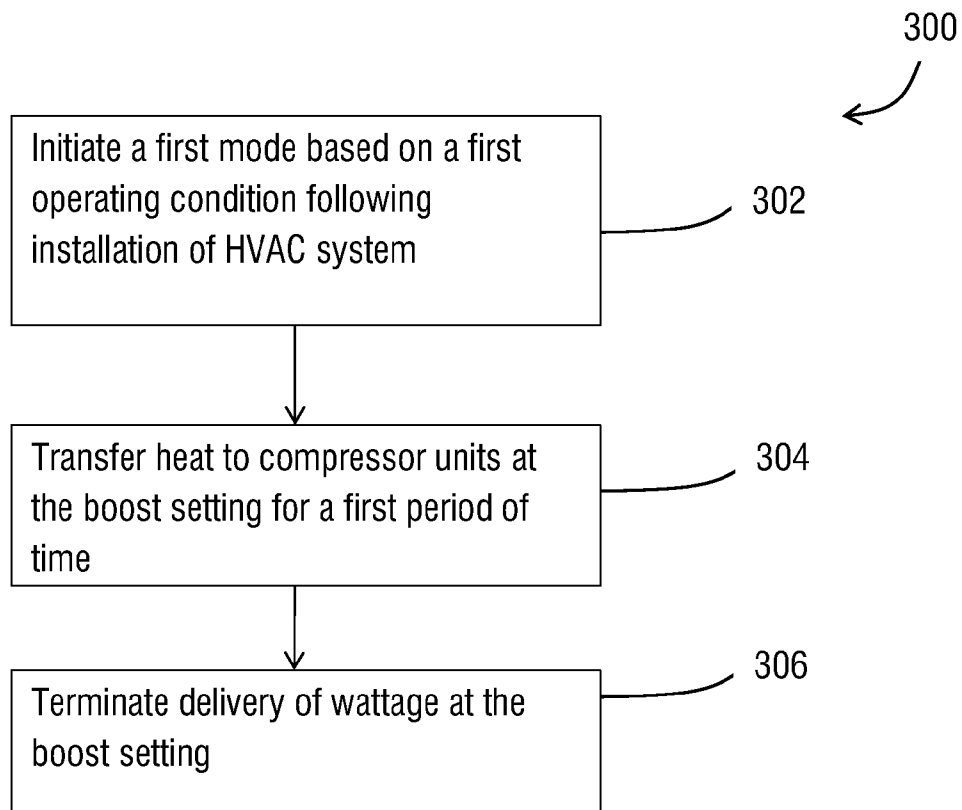 300
Initiate a first mode based on a first
operating condition following
installation of HVAC system
302
Transfer heat to compressor units at
the boost setting for a first period of
time
304
Terminate delivery of wattage at the
boost setting
306